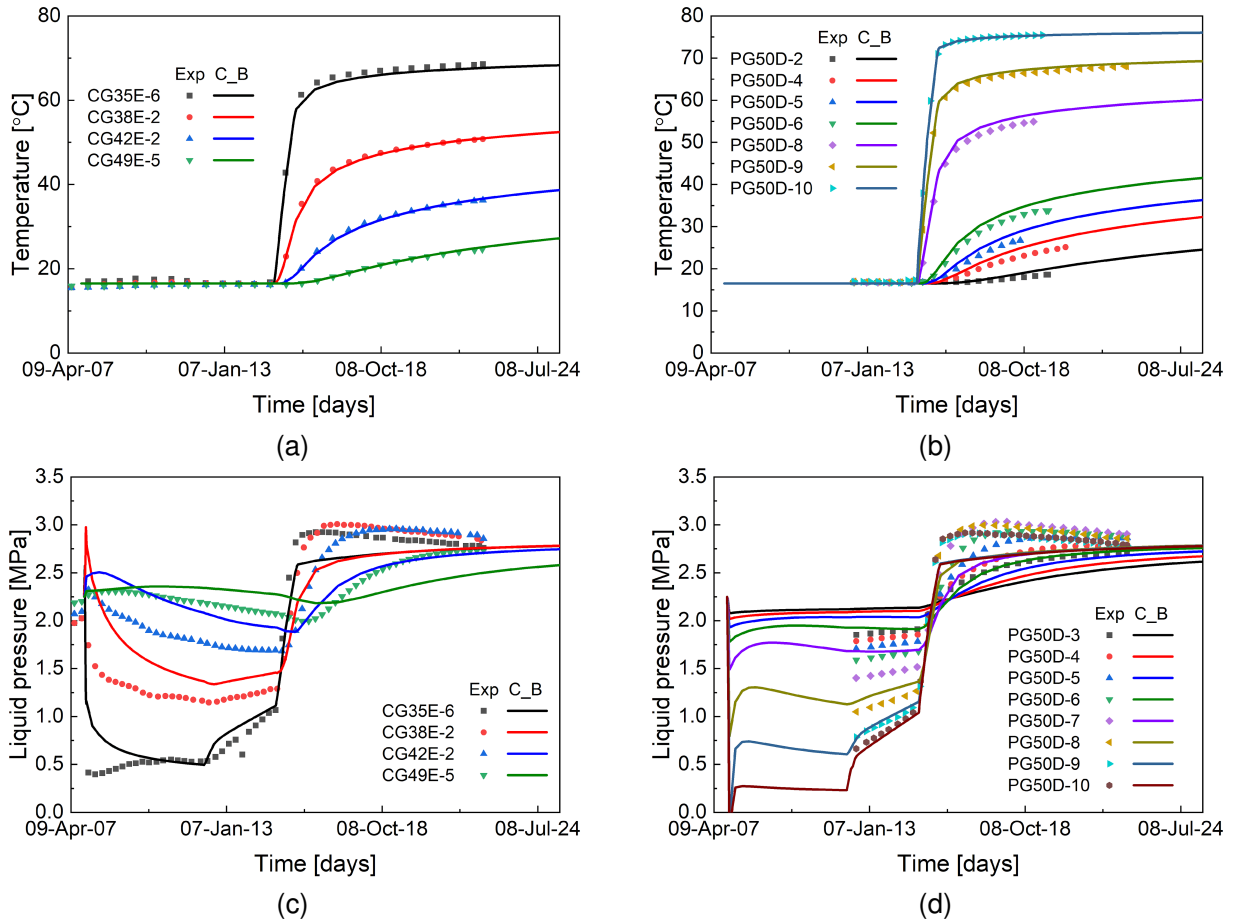 80
60
40
20
0
Temperature [°C]
Exp C_B
CG35E-6
CG38E-2
CG42E-2
CG49E-5
09-Apr-07 07-Jan-13 08-Oct-18 08-Jul-24
Time [days]
(a)
80
70
60
50
40
30
20
10
0
Temperature [°C]
Exp C_B
PG50D-2
PG50D-4
PG50D-5
PG50D-6
PG50D-8
PG50D-9
PG50D-10
09-Apr-07 07-Jan-13 08-Oct-18 08-Jul-24
Time [days]
(b)
3.5
3.0
2.5
2.0
1.5
1.0
0.5
0.0
Liquid pressure [MPa]
Exp C_B
CG35E-6
CG38E-2
CG42E-2
CG49E-5
09-Apr-07 07-Jan-13 08-Oct-18 08-Jul-24
Time [days]
(c)
3.5
3.0
2.5
2.0
1.5
1.0
0.5
0.0
Liquid pressure [MPa]
Exp C_B
PG50D-3
PG50D-4
PG50D-5
PG50D-6
PG50D-7
PG50D-8
PG50D-9
PG50D-10
09-Apr-07 07-Jan-13 08-Oct-18 08-Jul-24
Time [days]
(d)